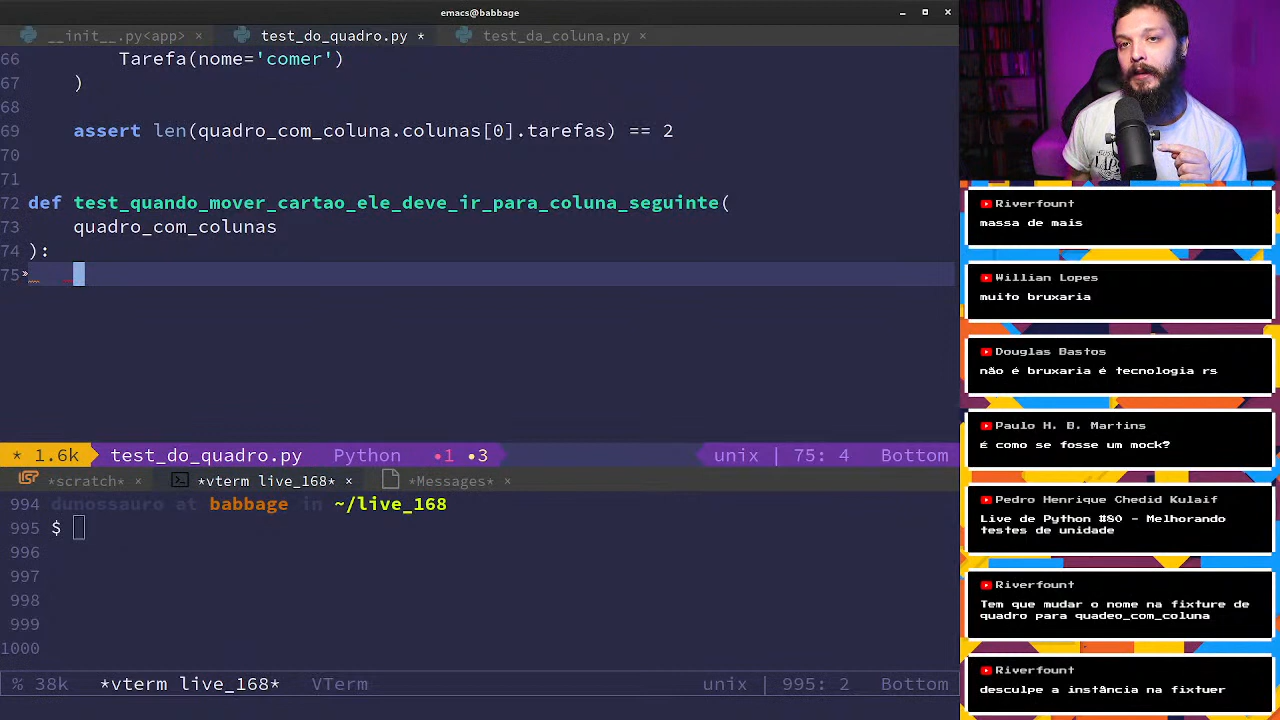 emacs@babbage
__init__.py<app> ×
test_do_quadro.py *
test_da_coluna.py ×
66 Tarefa(nome='comer')
67 )
68
69 assert len(quadro_com_coluna.colunas[0].tarefas) == 2
70
71
72 def test_quando_mover_cartao_ele_deve_ir_para_coluna_seguinte(
73 quadro_com_colunas
74 ):
75»
* 1.6k test_do_quadro.py Python •1 •3 unix | 75: 4 Bottom
*scratch* × *vterm live_168* × *Messages* ×
994 dunossauro at babbage in ~/live_168
995 $
996
997
998
999
1000
% 38k *vterm live_168* VTerm unix | 995: 2 Bottom
Riverfount
massa de mais
Willian Lopes
muito bruxaria
Douglas Bastos
não é bruxaria é tecnologia rs
Paulo H. B. Martins
É como se fosse um mock?
Pedro Henrique Chedid Kulaif
Live de Python #80 - Melhorando
testes de unidade
Riverfount
Tem que mudar o nome na fixture de
quadro para quadeo_com_coluna
Riverfount
desculpe a instância na fixtuer